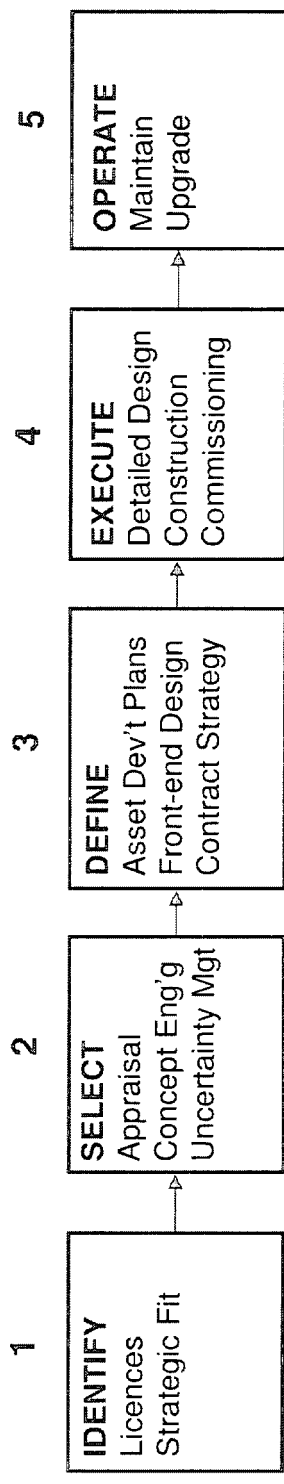 1
IDENTIFY
Licences
Strategic Fit
2
SELECT
Appraisal
Concept Eng'g
Uncertainty Mgt
3
DEFINE
Asset Dev't Plans
Front-end Design
Contract Strategy
4
EXECUTE
Detailed Design
Construction
Commissioning
5
OPERATE
Maintain
Upgrade